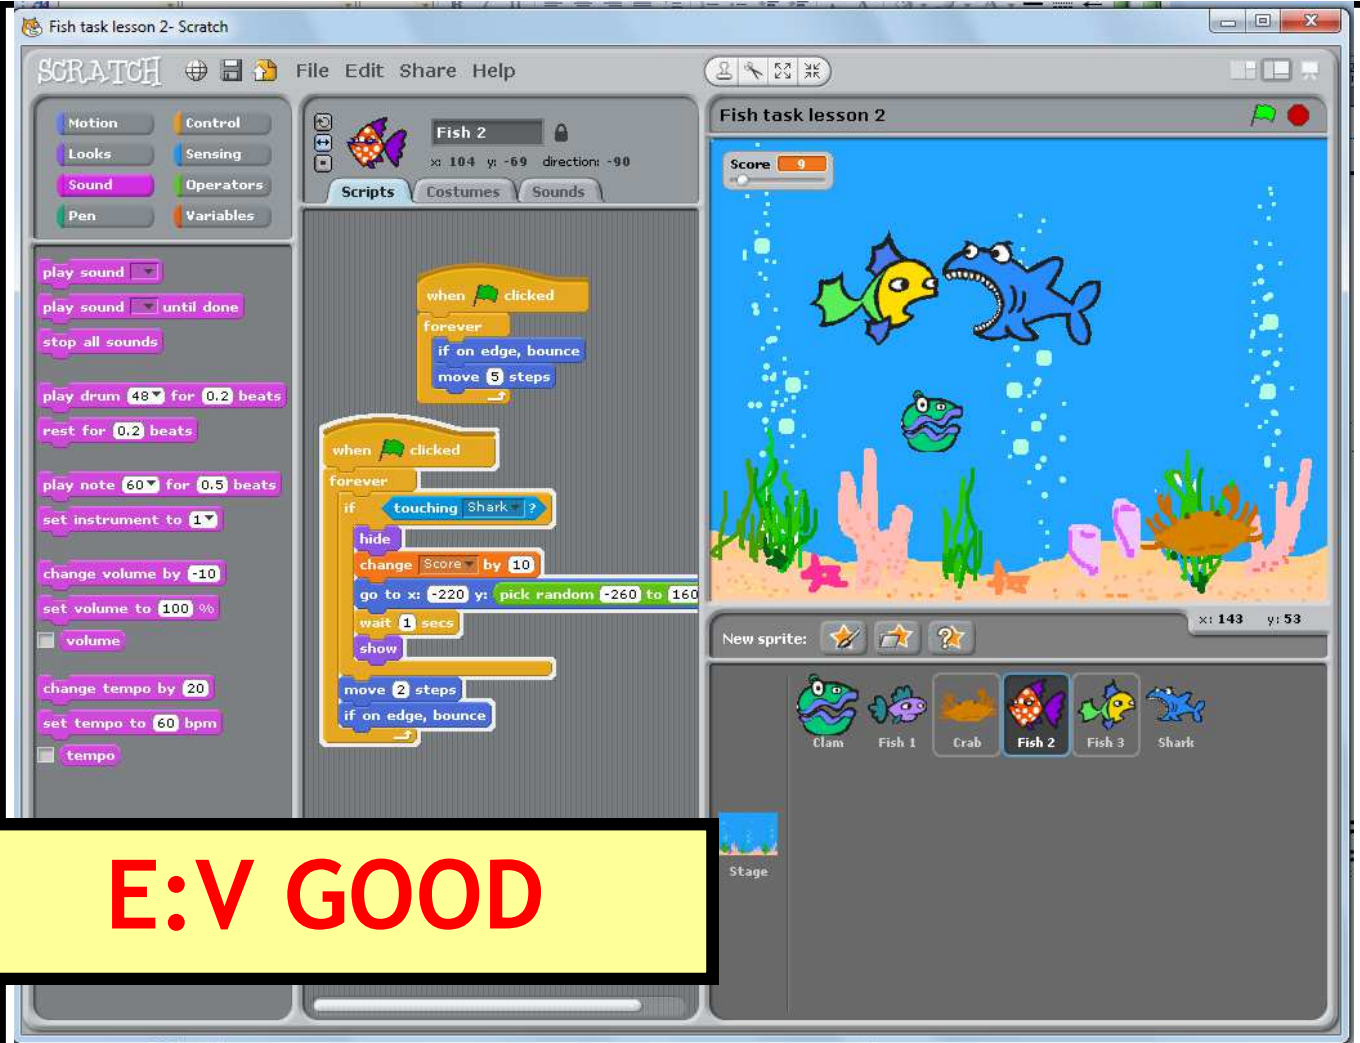 Fish task lesson 2- Scratch
SCRATCH File Edit Share Help
Motion Control
Looks Sensing
Sound Operators
Pen Variables
play sound
play sound until done
stop all sounds
play drum 48 for 0.2 beats
rest for 0.2 beats
play note 60 for 0.5 beats
set instrument to 1
change volume by -10
set volume to 100 %
volume
change tempo by 20
set tempo to 60 bpm
tempo
Fish 2
x: 104 y: -69 direction: -90
Scripts Costumes Sounds
when clicked
forever
if on edge, bounce
move 5 steps
when clicked
forever
if touching Shark ?
hide
change Score by 10
go to x: -220 y: pick random -260 to 160
wait 1 secs
show
move 2 steps
if on edge, bounce
Fish task lesson 2
Score 9
x: 143 y: 53
New sprite:
Clam Fish 1 Crab Fish 2 Fish 3 Shark
Stage
E:V GOOD